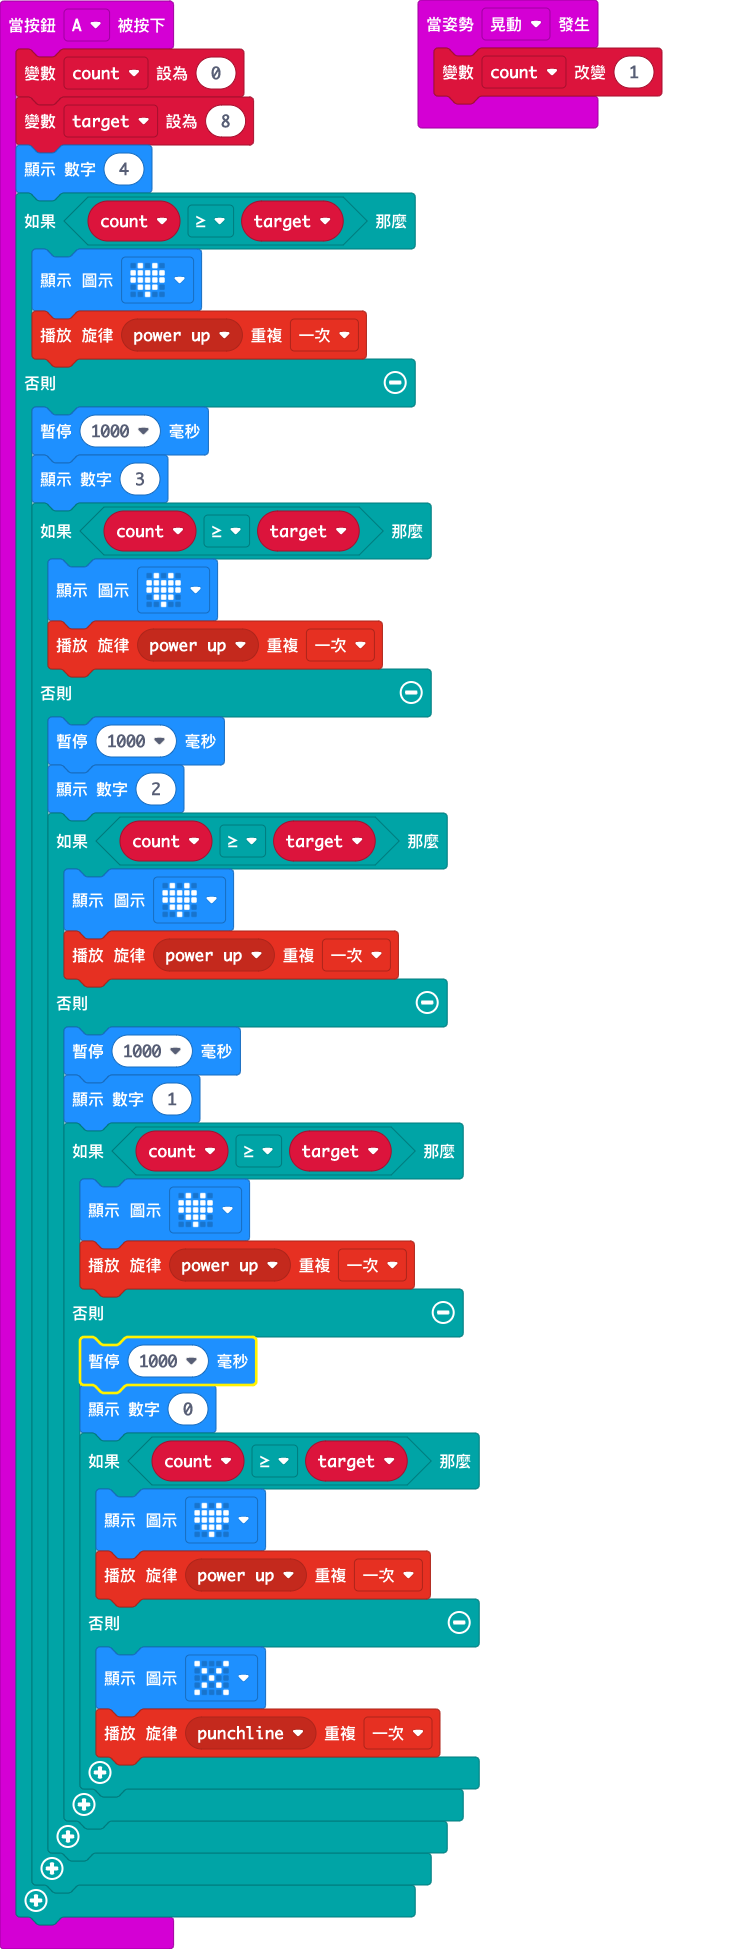 當按鈕 A 被按下
變數 count 設為 0
變數 target 設為 8
顯示 數字 4
如果 count ≥ target 那麼
顯示 圖示
播放 旋律 power up 重複 一次
否則
暫停 1000 毫秒
顯示 數字 3
如果 count ≥ target 那麼
顯示 圖示
播放 旋律 power up 重複 一次
否則
暫停 1000 毫秒
顯示 數字 2
如果 count ≥ target 那麼
顯示 圖示
播放 旋律 power up 重複 一次
否則
暫停 1000 毫秒
顯示 數字 1
如果 count ≥ target 那麼
顯示 圖示
播放 旋律 power up 重複 一次
否則
暫停 1000 毫秒
顯示 數字 0
如果 count ≥ target 那麼
顯示 圖示
播放 旋律 power up 重複 一次
否則
顯示 圖示
播放 旋律 punchline 重複 一次
當姿勢 晃動 發生
變數 count 改變 1